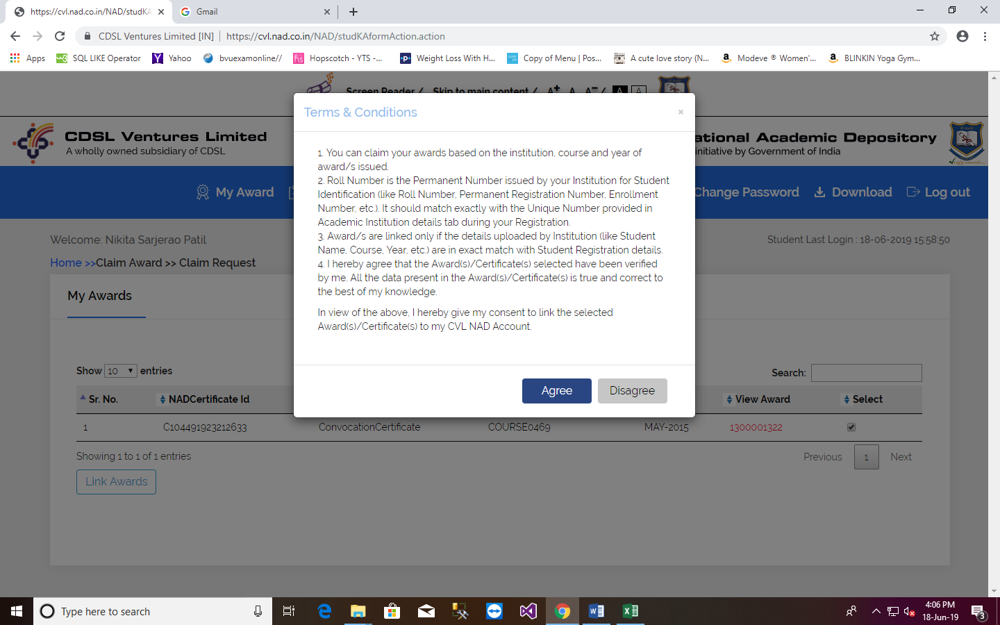 https://cvl.nad.co.in/NAD/studKA
Gmail
CDSL Ventures Limited [IN] | https://cvl.nad.co.in/NAD/studKAformAction.action
Apps SQL LIKE Operator Yahoo bvuexamonline// Hopscotch - YTS -... Weight Loss With H... Copy of Menu | Pos... A cute love story (N... Modeve ® Women'... BLINKIN Yoga Gym...
Screen Reader / Skip to main content / A+ A A- / A A
CDSL Ventures Limited
A wholly owned subsidiary of CDSL
ational Academic Depository
initiative by Government of India
My Award
Change Password Download Log out
Welcome: Nikita Sarjerao Patil
Student Last Login : 18-06-2019 15:58:50
Home >>Claim Award >> Claim Request
My Awards
Terms & Conditions ×
1. You can claim your awards based on the institution, course and year of
award/s issued.
2. Roll Number is the Permanent Number issued by your Institution for Student
Identification (like Roll Number, Permanent Registration Number, Enrollment
Number, etc.). It should match exactly with the Unique Number provided in
Academic Institution details tab during your Registration.
3. Award/s are linked only if the details uploaded by Institution (like Student
Name, Course, Year, etc.) are in exact match with Student Registration details.
4. I hereby agree that the Award(s)/Certificate(s) selected have been verified
by me. All the data present in the Award(s)/Certificate(s) is true and correct to
the best of my knowledge.
In view of the above, I hereby give my consent to link the selected
Award(s)/Certificate(s) to my CVL NAD Account.
Agree Disagree
Show 10 entries
Search:
Sr. No. NADCertificate Id View Award Select
1 C104491923212633 ConvocationCertificate COURSE0469 MAY-2015 1300001322
Showing 1 to 1 of 1 entries
Previous 1 Next
Link Awards
Type here to search
4:06 PM
18-Jun-19
3